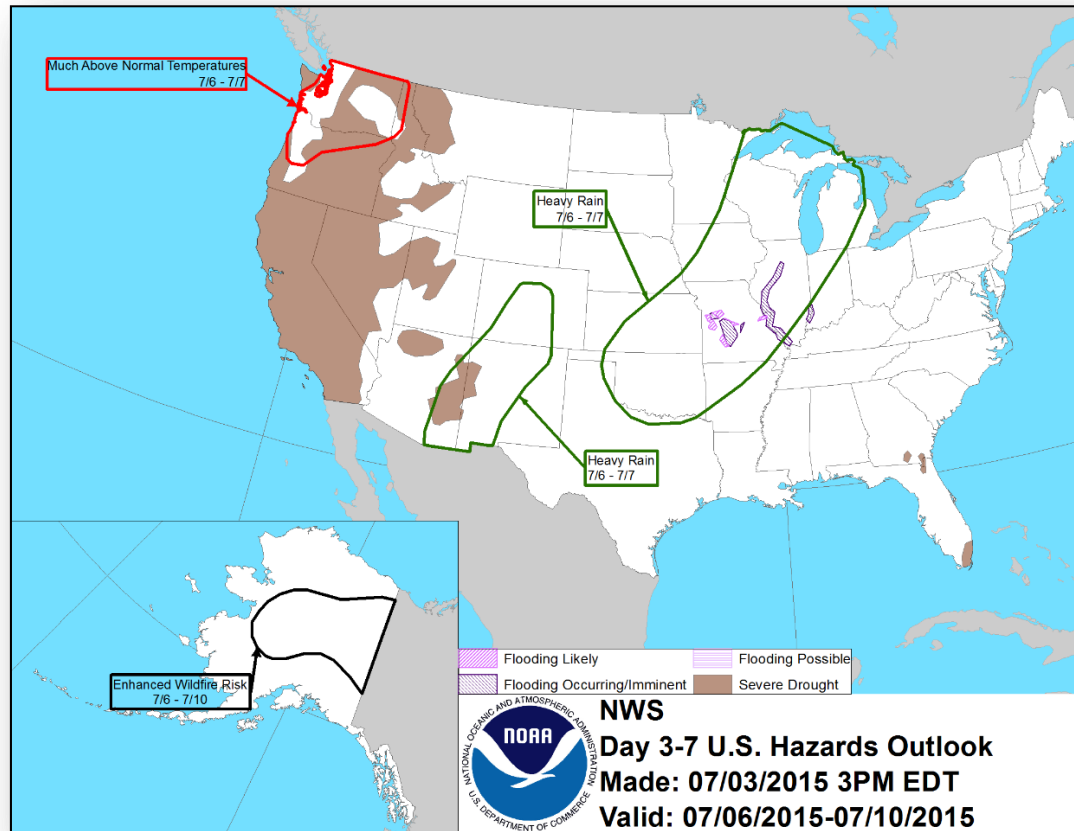 Much Above Normal Temperatures
7/6 - 7/7
Heavy Rain
7/6 - 7/7
Heavy Rain
7/6 - 7/7
Enhanced Wildfire Risk
7/6 - 7/10
Flooding Likely
Flooding Possible
Flooding Occurring/Imminent
Severe Drought
NATIONAL OCEANIC AND ATMOSPHERIC ADMINISTRATION
NOAA
U.S. DEPARTMENT OF COMMERCE
NWS
Day 3-7 U.S. Hazards Outlook
Made: 07/03/2015 3PM EDT
Valid: 07/06/2015-07/10/2015